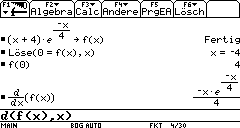 F1 F2 Algebra F3 Calc F4 Andere F5 PrgEA F6 Lösch
■ (x + 4)·e^(-x/4) → f(x) Fertig
■ Löse(0 = f(x), x) x = -4
■ f(0) 4
■ d/dx(f(x)) -x·e^(-x/4)/4
d(f(x),x)
MAIN BOG AUTO FKT 4/30